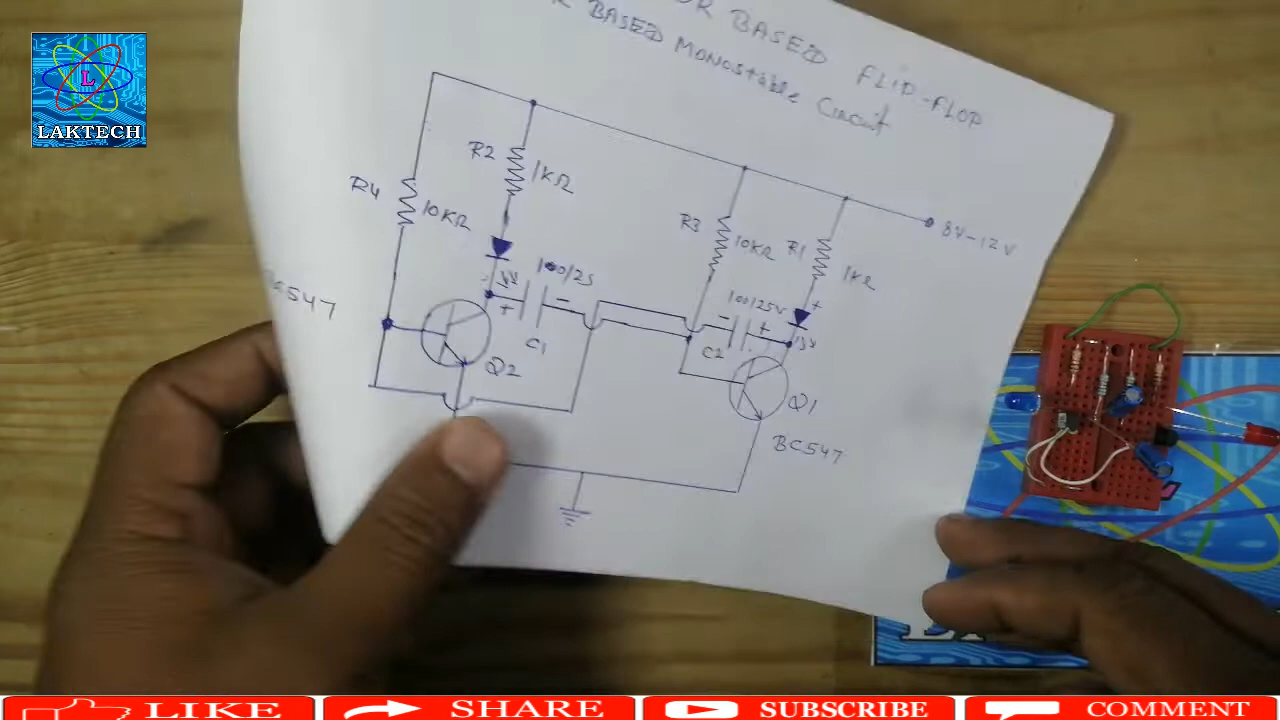 L
LAKTECH
BASED FLIP-FLOP
BASED MONOSTABLE Circuit
R2
1KΩ
R4
10KΩ
R3
10KΩ
R1
1KΩ
8V-12V
100/25
+
-
C1
100/25V
-
+
C2
+
Q2
Q1
BC547
547
LIKE
SHARE
SUBSCRIBE
COMMENT